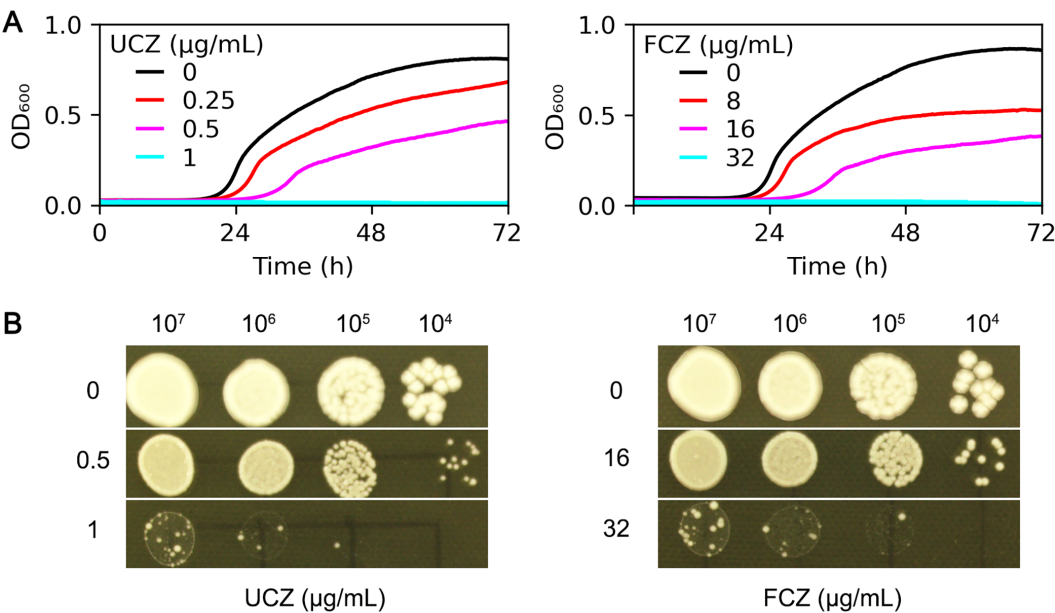 A
UCZ (µg/mL)
0
0.25
0.5
1
OD₆₀₀
1.0
0.5
0.0
0 24 48 72
Time (h)
FCZ (µg/mL)
0
8
16
32
OD₆₀₀
1.0
0.5
0.0
24 48 72
Time (h)
B
10⁷ 10⁶ 10⁵ 10⁴
0
0.5
1
UCZ (µg/mL)
10⁷ 10⁶ 10⁵ 10⁴
0
16
32
FCZ (µg/mL)